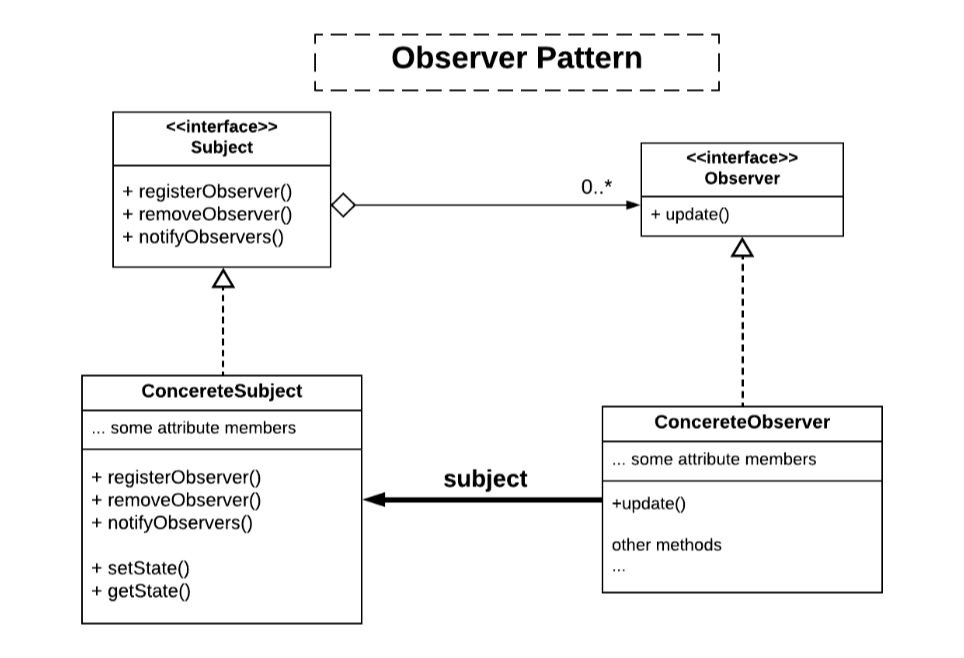 Observer Pattern
<<interface>>
Subject
+ registerObserver()
+ removeObserver()
+ notifyObservers()
0..*
<<interface>>
Observer
+ update()
ConcereteSubject
... some attribute members
+ registerObserver()
+ removeObserver()
+ notifyObservers()
+ setState()
+ getState()
subject
ConcereteObserver
... some attribute members
+update()
other methods
...